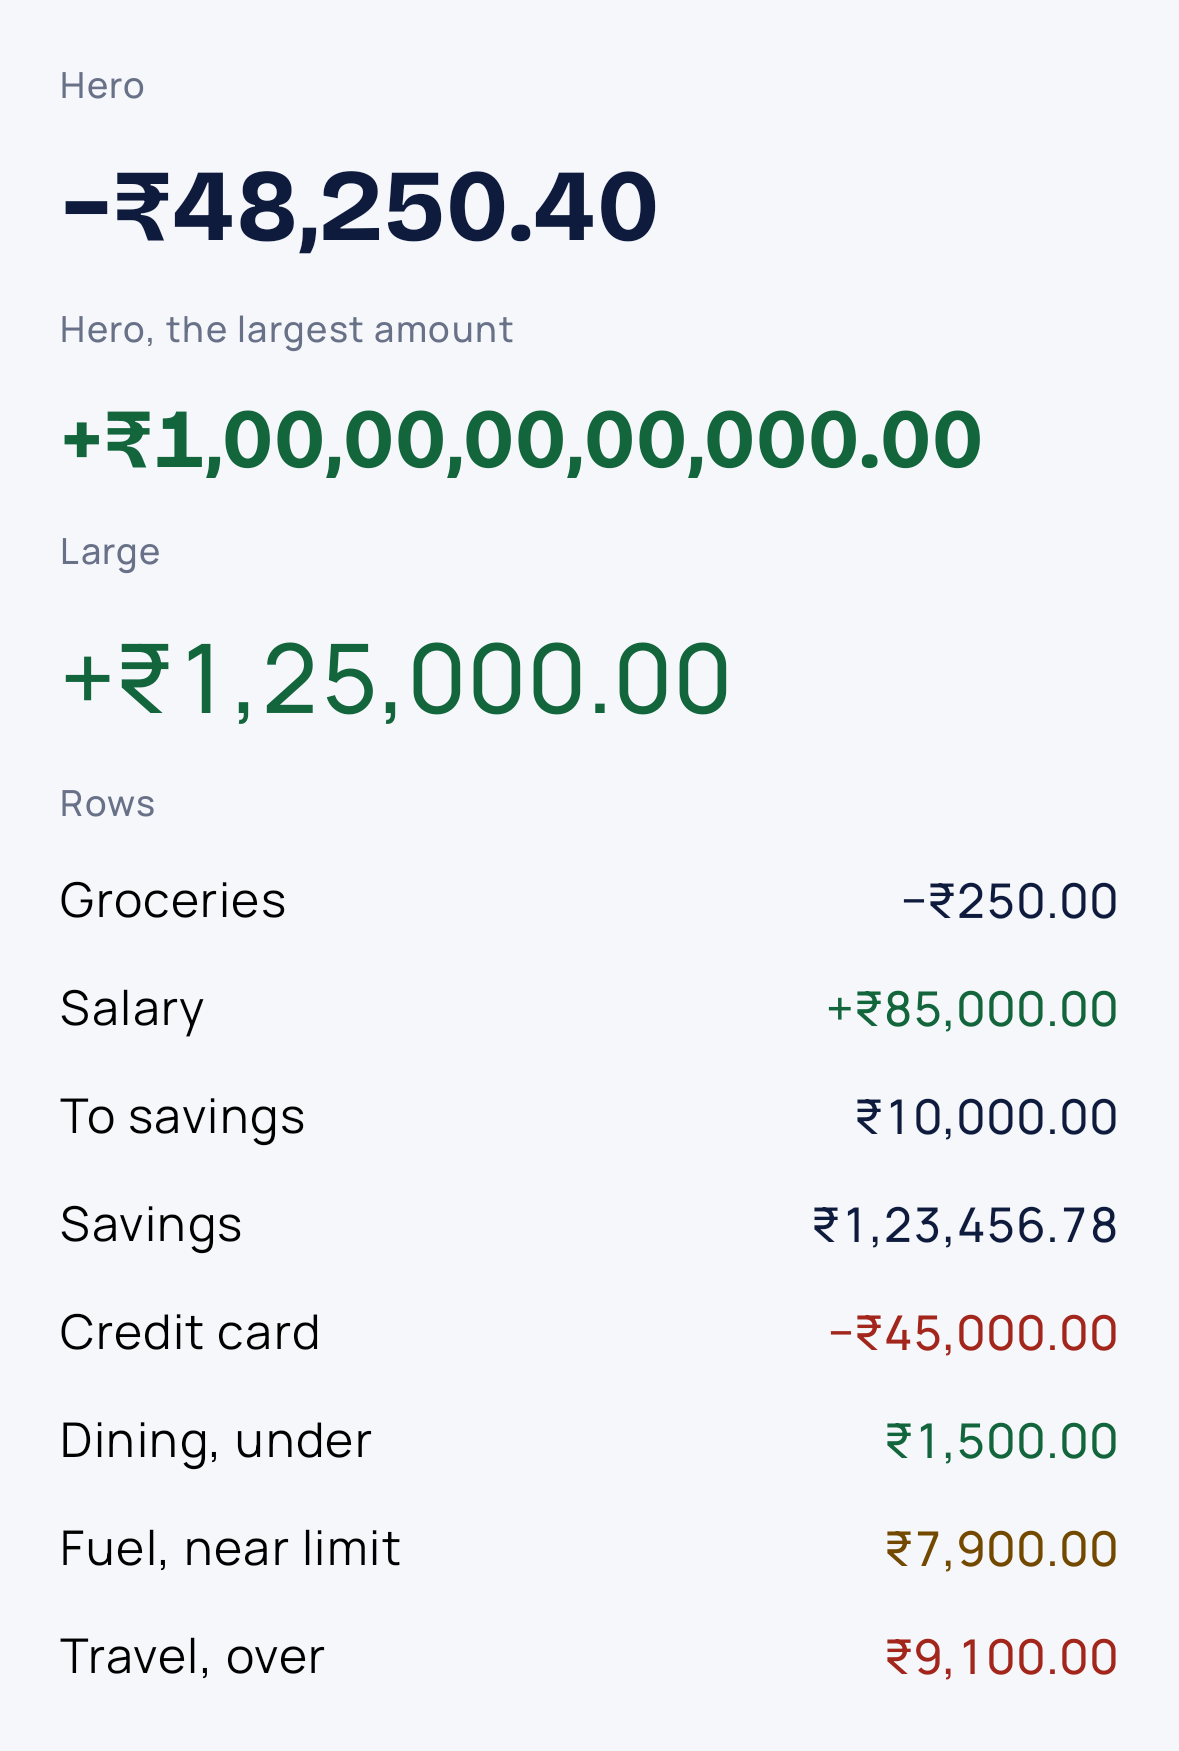 Hero
−₹48,250.40
Hero, the largest amount
+₹1,00,00,00,00,000.00
Large
+₹1,25,000.00
Rows
Groceries −₹250.00
Salary +₹85,000.00
To savings ₹10,000.00
Savings ₹1,23,456.78
Credit card −₹45,000.00
Dining, under ₹1,500.00
Fuel, near limit ₹7,900.00
Travel, over ₹9,100.00